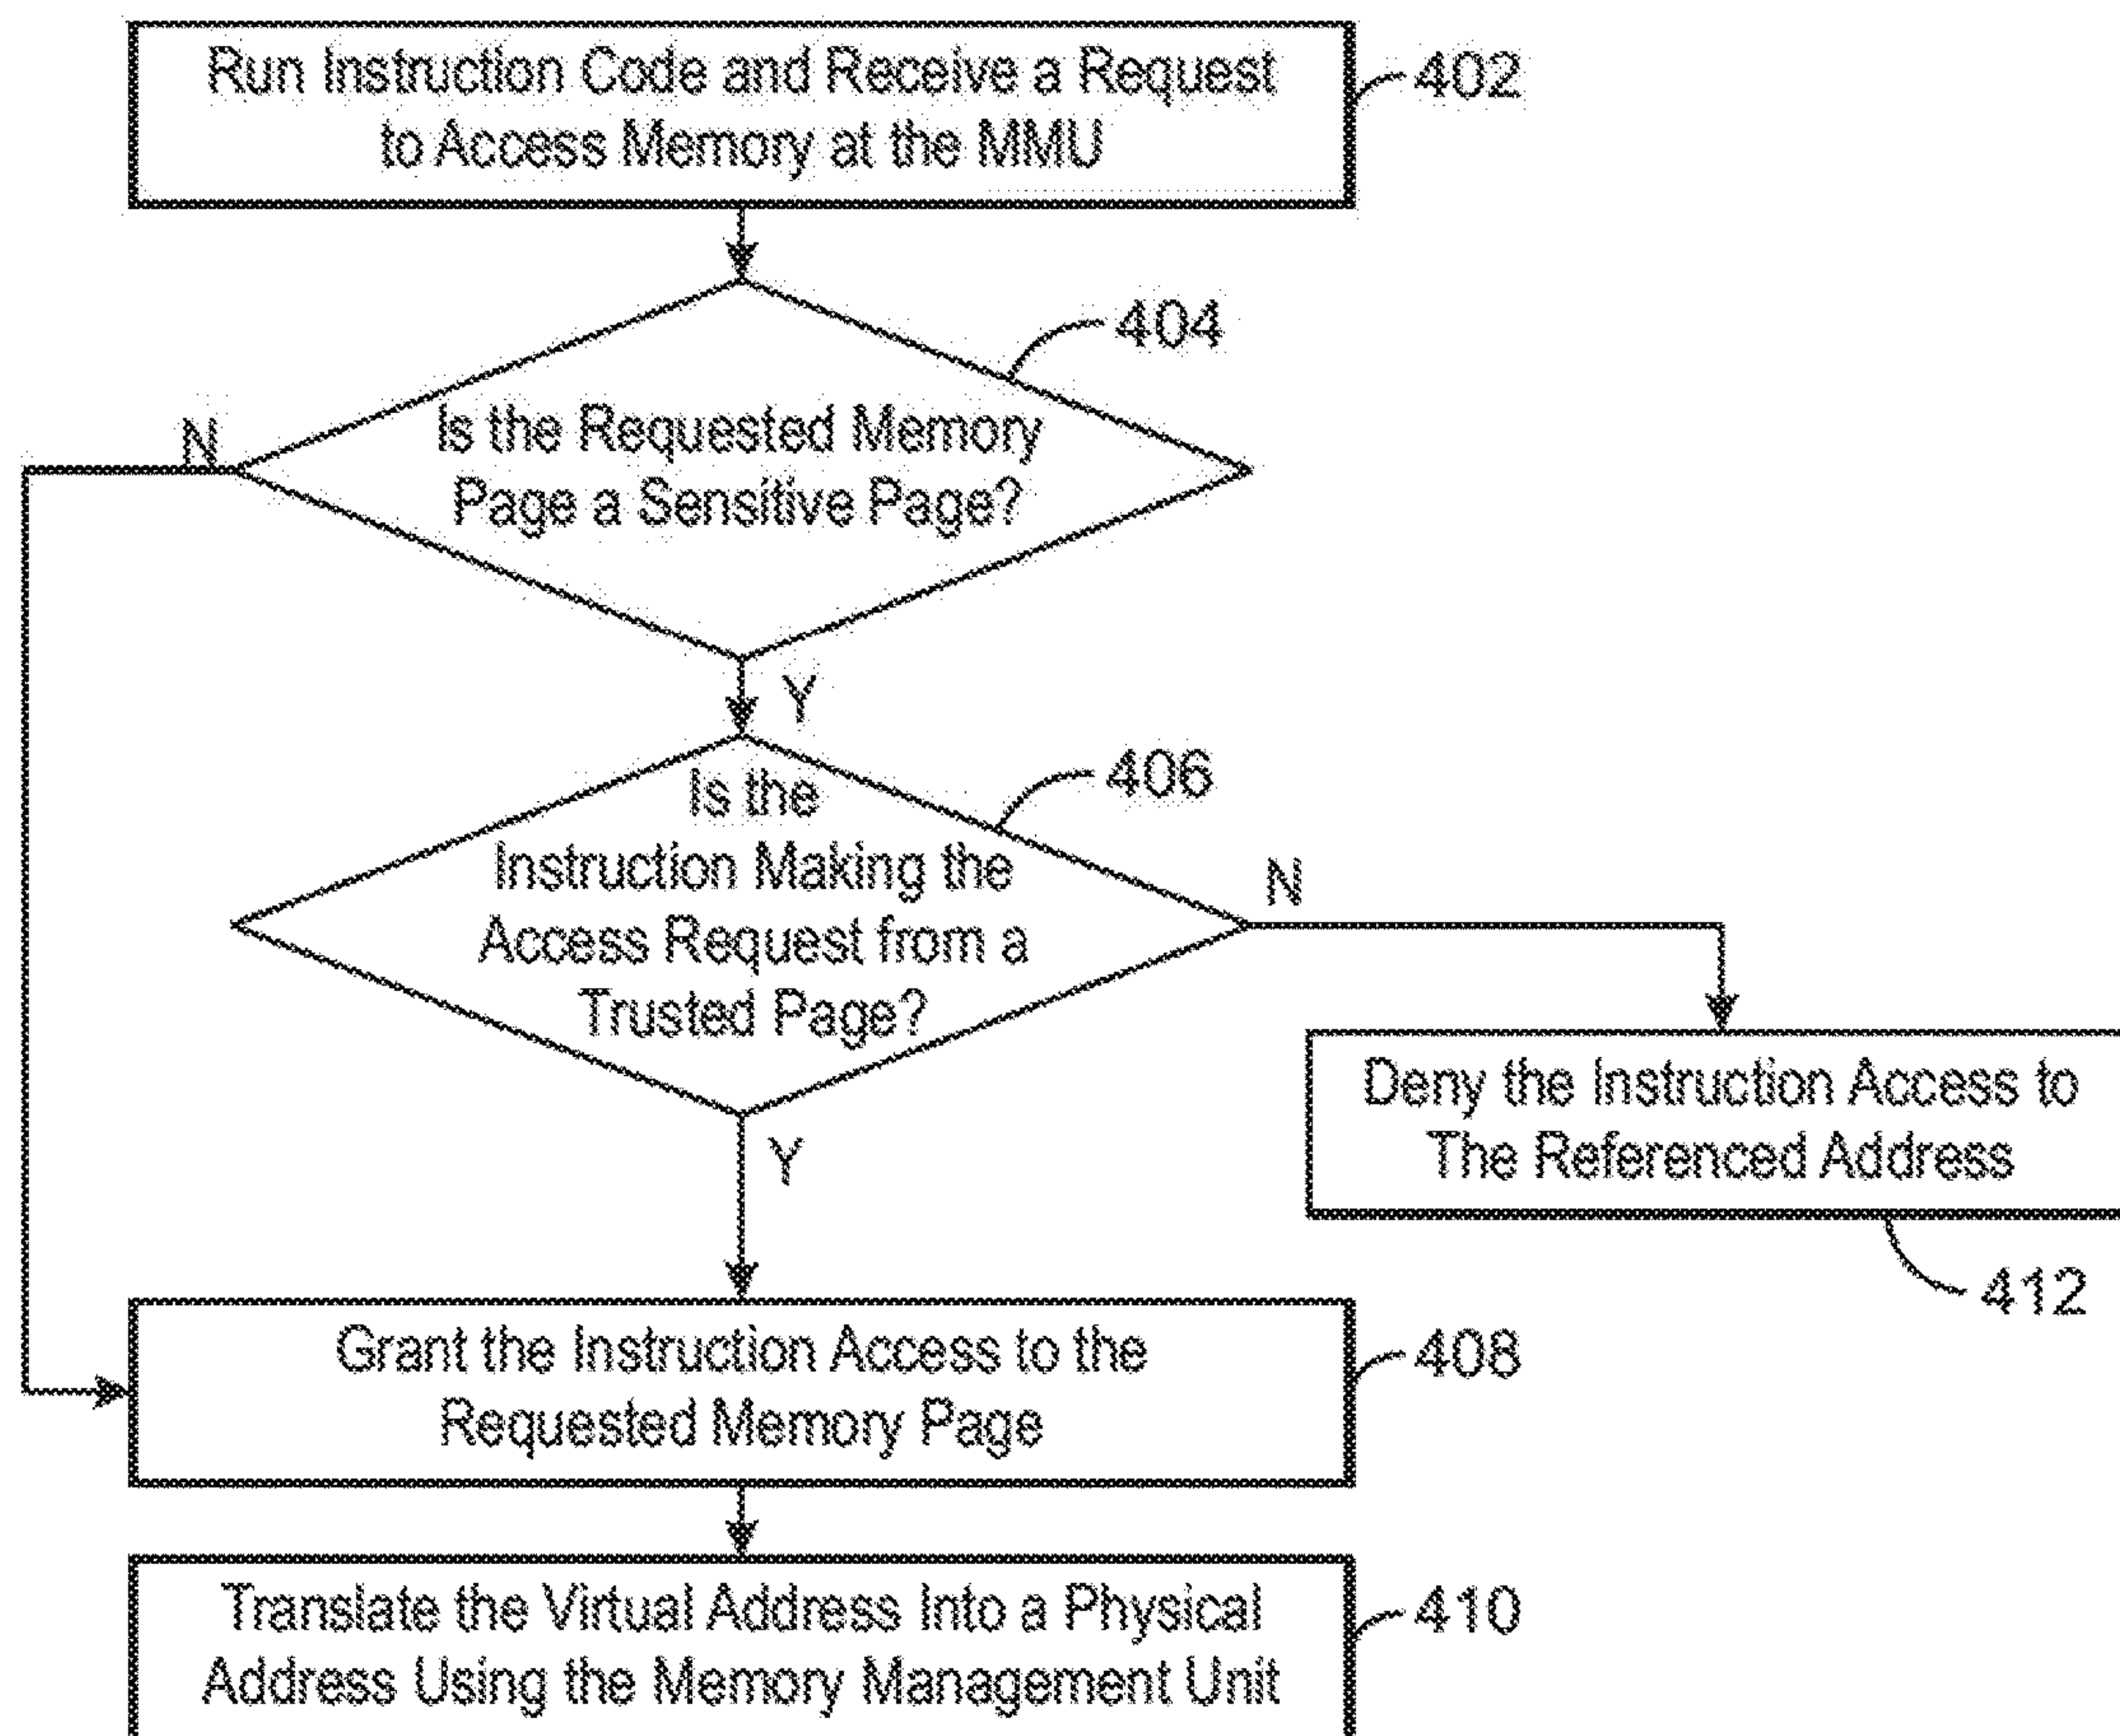 Run Instruction Code and Receive a Request
to Access Memory at the MMU
402
404
Is the Requested Memory
Page a Sensitive Page?
N
Y
406
Is the
Instruction Making the
Access Request from a
Trusted Page?
N
Y
Deny the Instruction Access to
The Referenced Address
412
Grant the Instruction Access to the
Requested Memory Page
408
Translate the Virtual Address Into a Physical
Address Using the Memory Management Unit
410